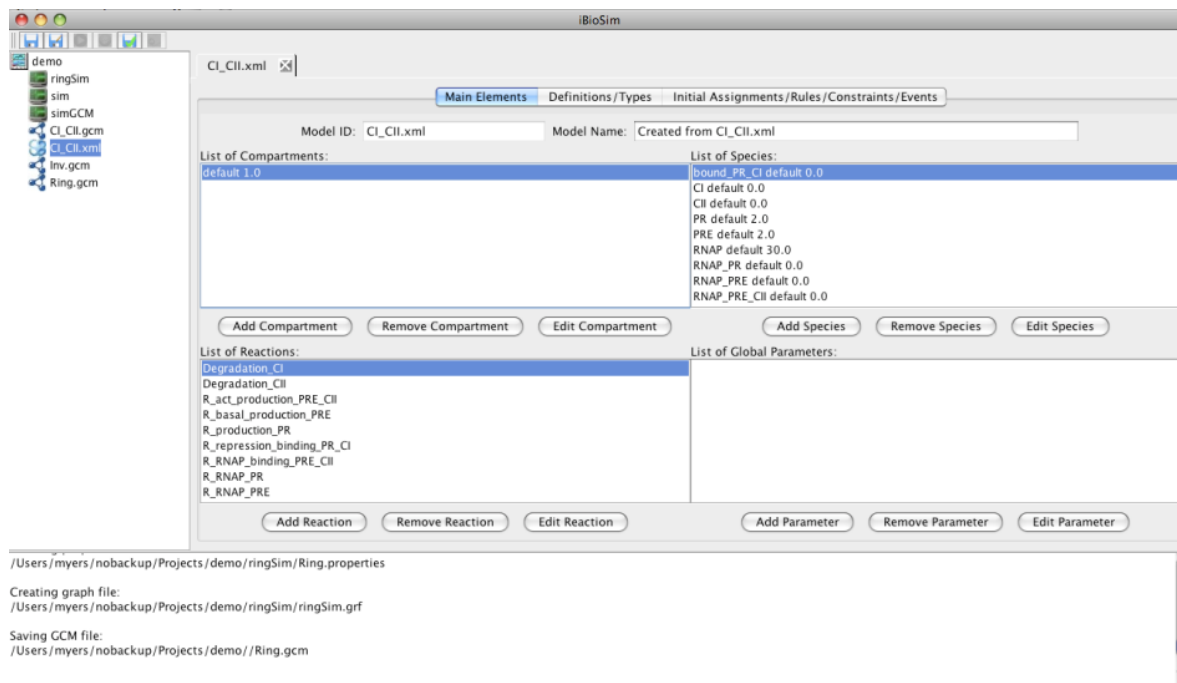 iBioSim
demo
ringSim
sim
simGCM
CI_CII.gcm
CI_CII.xml
Inv.gcm
Ring.gcm
CI_CII.xml
Main Elements Definitions/Types Initial Assignments/Rules/Constraints/Events
Model ID: CI_CII.xml Model Name: Created from CI_CII.xml
List of Compartments:
default 1.0
List of Species:
bound_PR_CI default 0.0
CI default 0.0
CII default 0.0
PR default 2.0
PRE default 2.0
RNAP default 30.0
RNAP_PR default 0.0
RNAP_PRE default 0.0
RNAP_PRE_CII default 0.0
Add Compartment Remove Compartment Edit Compartment
Add Species Remove Species Edit Species
List of Reactions:
Degradation_CI
Degradation_CII
R_act_production_PRE_CII
R_basal_production_PRE
R_production_PR
R_repression_binding_PR_CI
R_RNAP_binding_PRE_CII
R_RNAP_PR
R_RNAP_PRE
List of Global Parameters:
Add Reaction Remove Reaction Edit Reaction
Add Parameter Remove Parameter Edit Parameter
/Users/myers/nobackup/Projects/demo/ringSim/Ring.properties
Creating graph file:
/Users/myers/nobackup/Projects/demo/ringSim/ringSim.grf
Saving GCM file:
/Users/myers/nobackup/Projects/demo//Ring.gcm